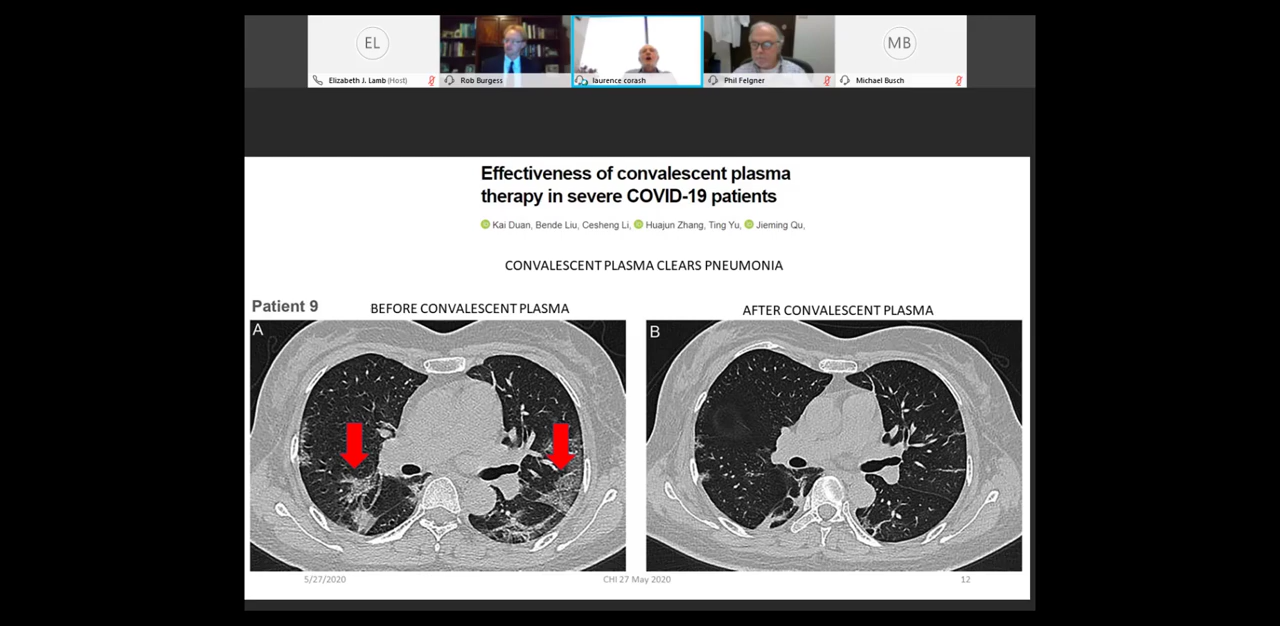 EL
MB
Elizabeth J. Lamb (Host)
Rob Burgess
laurence corash
Phil Felgner
Michael Busch
Effectiveness of convalescent plasma
therapy in severe COVID-19 patients
Kai Duan, Bende Liu, Cesheng Li, Huajun Zhang, Ting Yu, Jieming Qu,
CONVALESCENT PLASMA CLEARS PNEUMONIA
Patient 9
BEFORE CONVALESCENT PLASMA
AFTER CONVALESCENT PLASMA
A
B
5/27/2020
CHI 27 May 2020
12